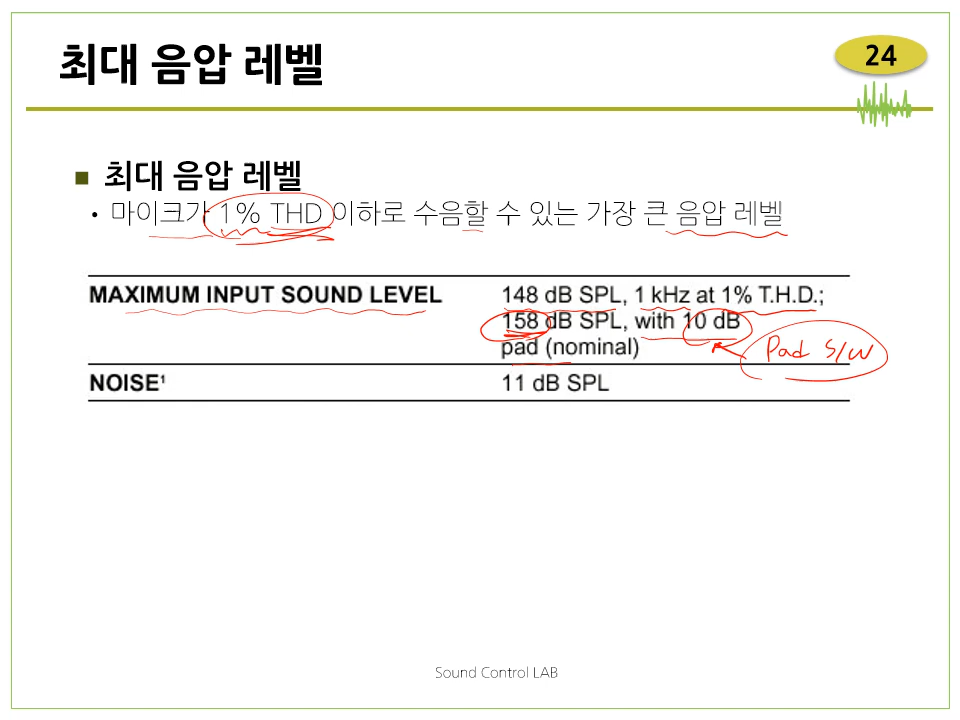 최대 음압 레벨
24
최대 음압 레벨
• 마이크가 1% THD 이하로 수음할 수 있는 가장 큰 음압 레벨
MAXIMUM INPUT SOUND LEVEL 148 dB SPL, 1 kHz at 1% T.H.D.;
158 dB SPL, with 10 dB
pad (nominal)
Pad S/W
NOISE¹ 11 dB SPL
Sound Control LAB